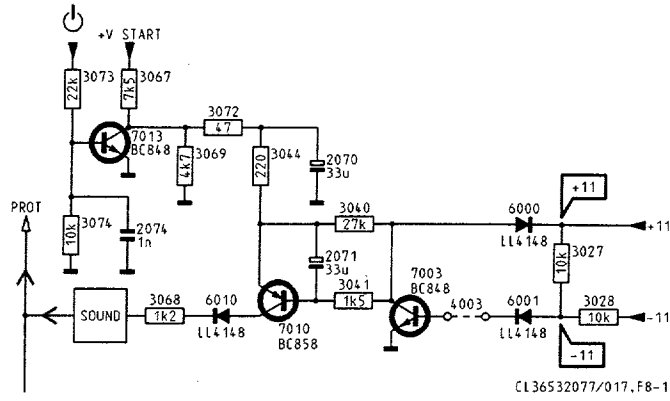 +V START
3073
22k
3067
7k5
7013
BC848
3072
47
3069
4k7
3044
220
2070
33u
PROT
3074
10k
2074
1n
3040
27k
6000
LL4148
+11
+11
2071
33u
3041
1k5
7003
BC848
3027
10k
SOUND
3068
1k2
6010
LL4148
7010
BC858
4003
6001
LL4148
3028
10k
-11
-11
CL36532077/017,F8-1